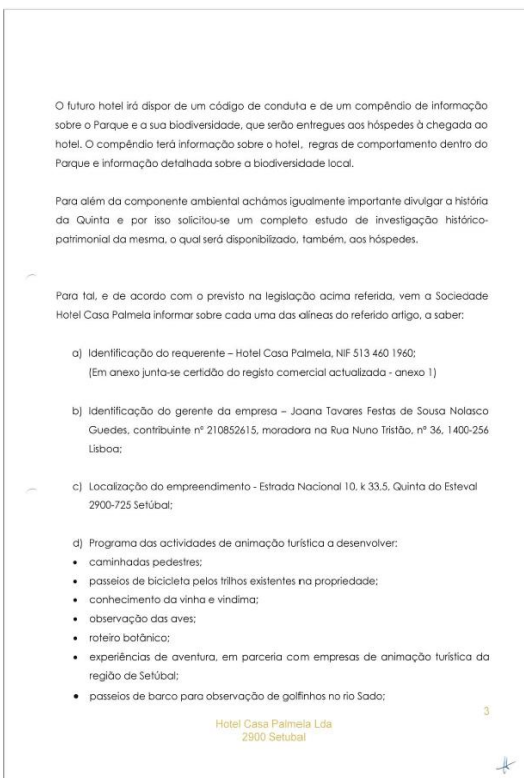 O futuro hotel irá dispor de um código de conduta e de um compêndio de informação
sobre o Parque e a sua biodiversidade, que serão entregues aos hóspedes à chegada ao
hotel. O compêndio terá informação sobre o hotel, regras de comportamento dentro do
Parque e informação detalhada sobre a biodiversidade local.
Para além da componente ambiental achámos igualmente importante divulgar a história
da Quinta e por isso solicitou-se um completo estudo de investigação histórico-
patrimonial da mesma, o qual será disponibilizado, também, aos hóspedes.
Para tal, e de acordo com o previsto na legislação acima referida, vem a Sociedade
Hotel Casa Palmela informar sobre cada uma das alíneas do referido artigo, a saber:
a) Identificação do requerente – Hotel Casa Palmela, NIF 513 460 1960;
(Em anexo junta-se certidão do registo comercial actualizada - anexo 1)
b) Identificação do gerente da empresa – Joana Tavares Festas de Sousa Nolasco
Guedes, contribuinte nº 210852615, moradora na Rua Nuno Tristão, nº 36, 1400-256
Lisboa;
c) Localização do empreendimento - Estrada Nacional 10, k 33,5, Quinta do Esteval
2900-725 Setúbal;
d) Programa das actividades de animação turística a desenvolver:
• caminhadas pedestres;
• passeios de bicicleta pelos trilhos existentes na propriedade;
• conhecimento da vinha e vindima;
• observação das aves;
• roteiro botânico;
• experiências de aventura, em parceria com empresas de animação turística da
região de Setúbal;
• passeios de barco para observação de golfinhos no rio Sado;
3
Hotel Casa Palmela Lda
2900 Setubal